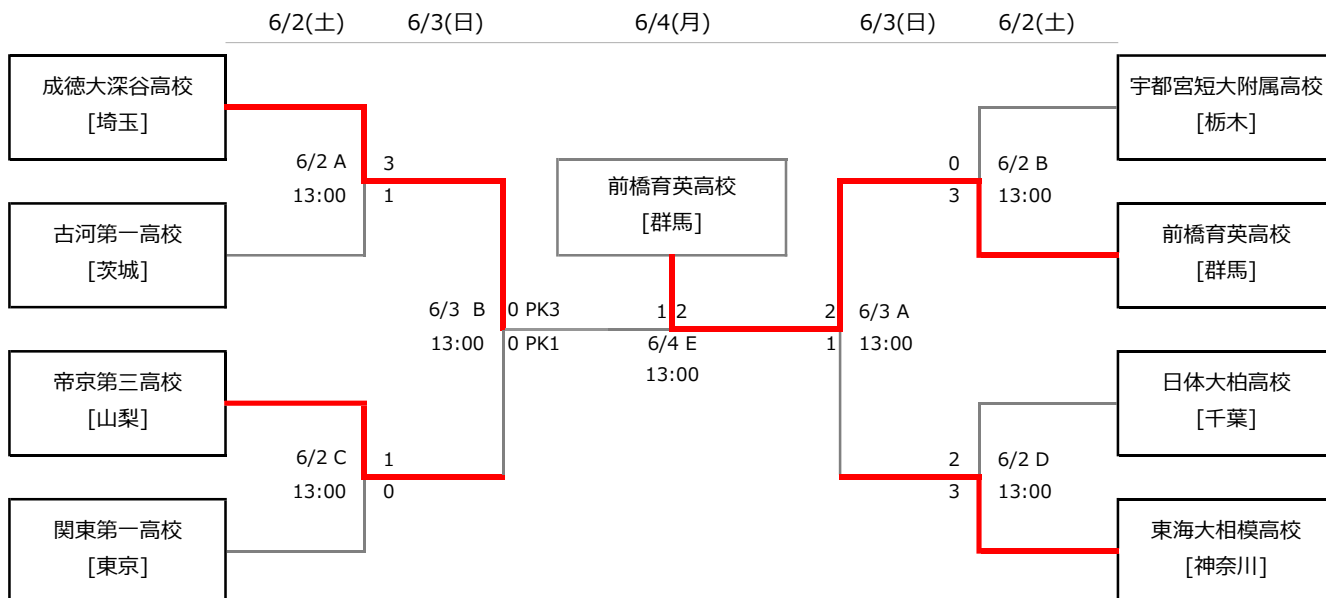 6/2(土) 6/3(日) 6/4(月) 6/3(日) 6/2(土)
成徳大深谷高校
[埼玉]
宇都宮短大附属高校
[栃木]
6/2 A 3
13:00 1
前橋育英高校
[群馬]
0 6/2 B
3 13:00
古河第一高校
[茨城]
前橋育英高校
[群馬]
6/3 B 0 PK3
13:00 0 PK1
1 2
6/4 E
13:00
2 6/3 A
1 13:00
帝京第三高校
[山梨]
日体大柏高校
[千葉]
6/2 C 1
13:00 0
2 6/2 D
3 13:00
関東第一高校
[東京]
東海大相模高校
[神奈川]